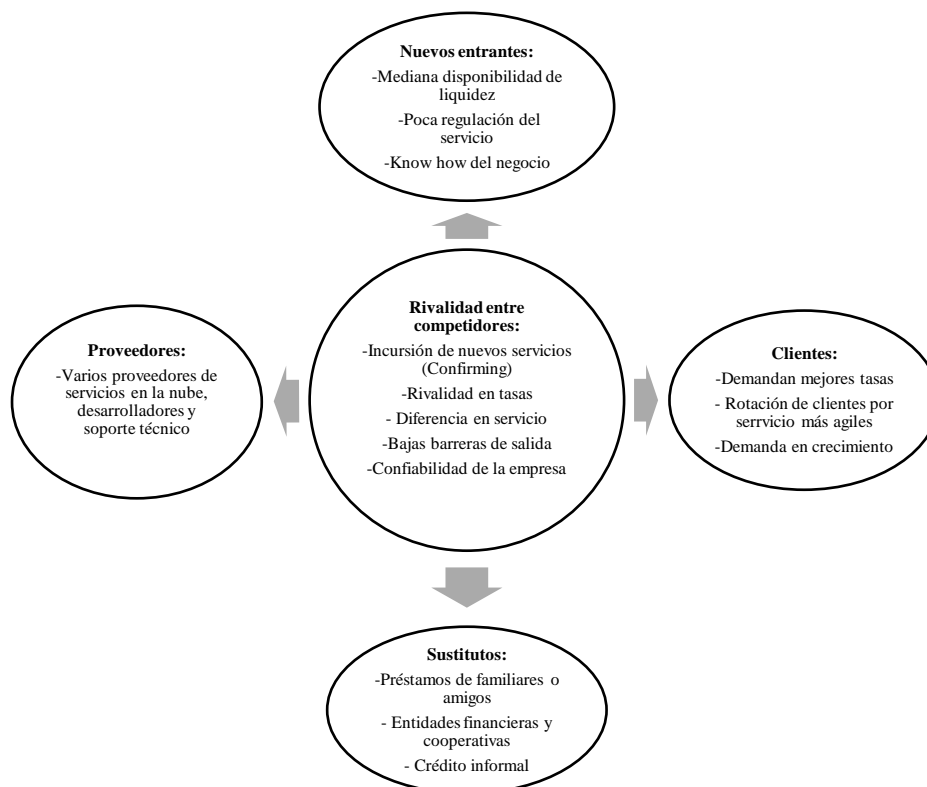 Nuevos entrantes:
-Mediana disponibilidad de
liquidez
-Poca regulación del
servicio
-Know how del negocio
Rivalidad entre
competidores:
-Incursión de nuevos servicios
(Confirming)
-Rivalidad en tasas
- Diferencia en servicio
-Bajas barreras de salida
-Confiabilidad de la empresa
Proveedores:
-Varios proveedores de
servicios en la nube,
desarrolladores y
soporte técnico
Clientes:
-Demandan mejores tasas
- Rotación de clientes por
serrvicio más agiles
-Demanda en crecimiento
Sustitutos:
-Préstamos de familiares o
amigos
- Entidades financieras y
cooperativas
- Crédito informal